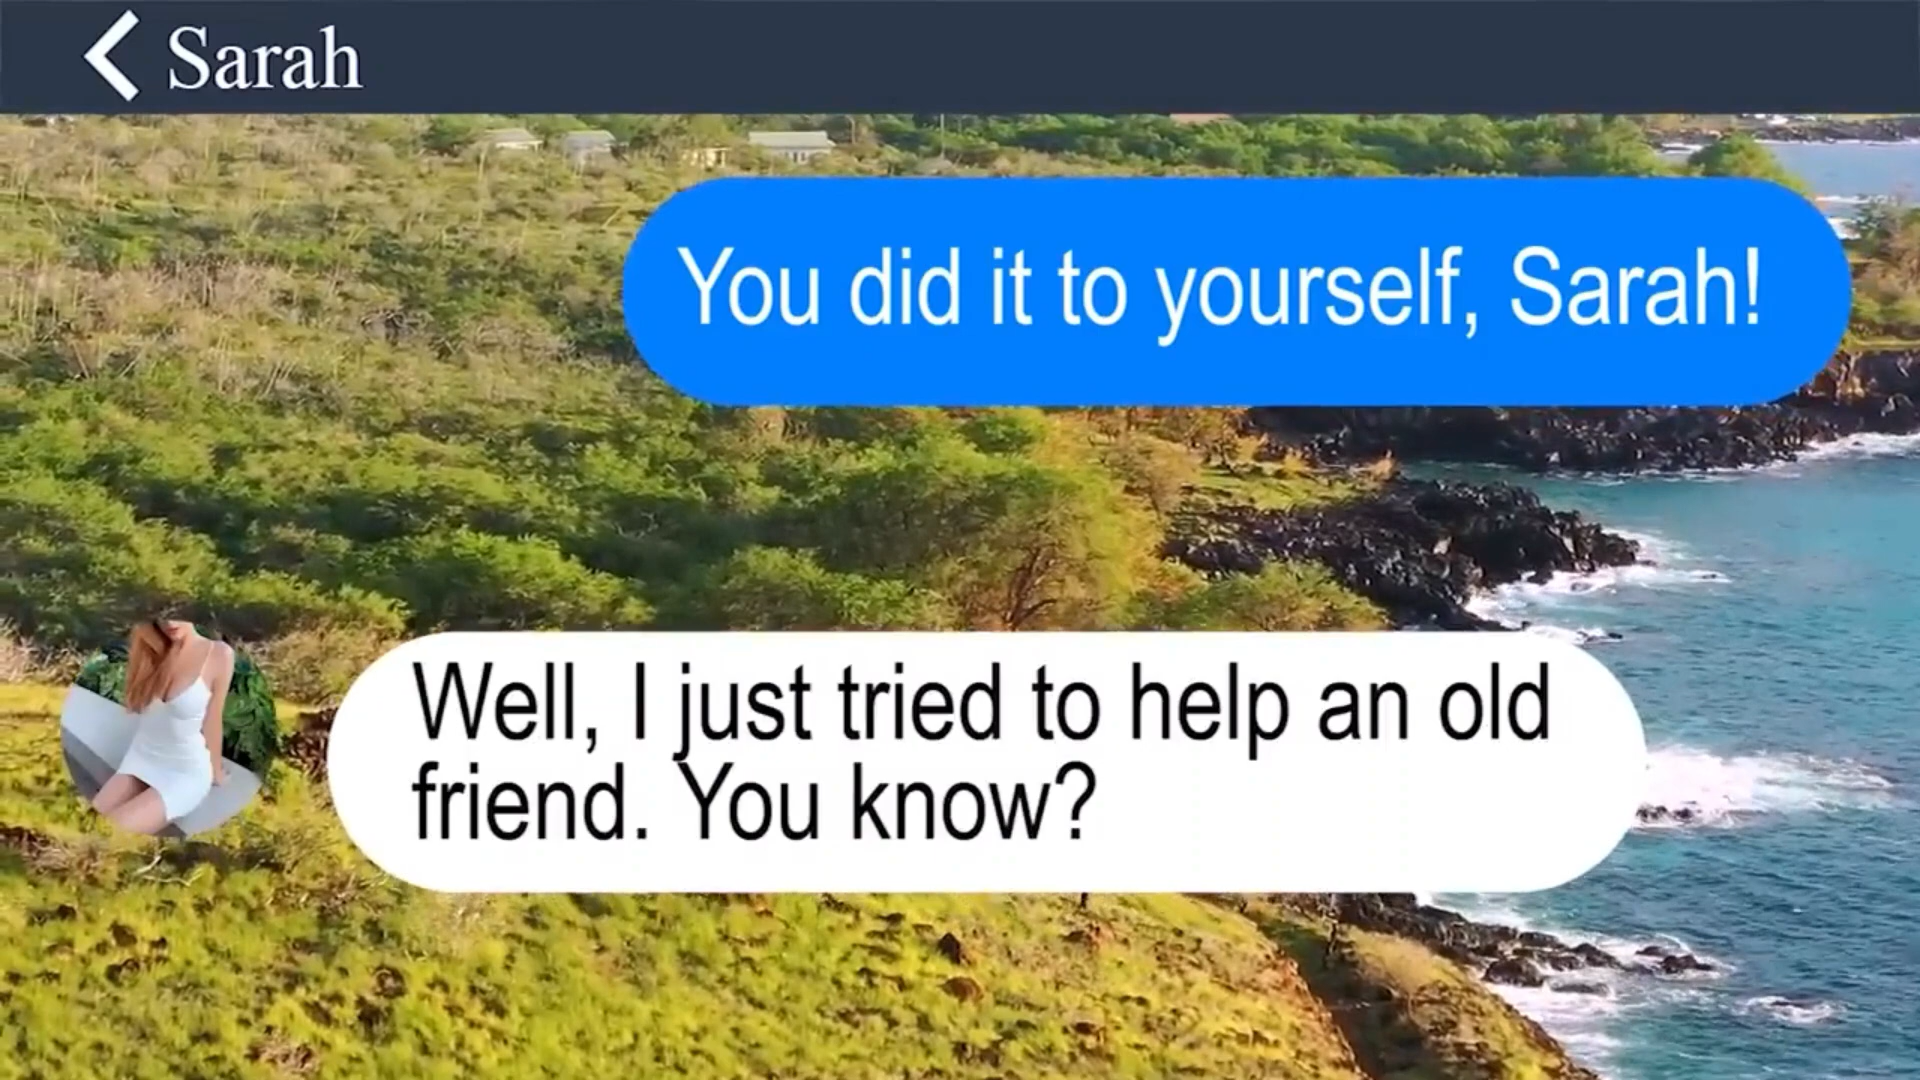 Sarah
You did it to yourself, Sarah!
Well, I just tried to help an old
friend. You know?